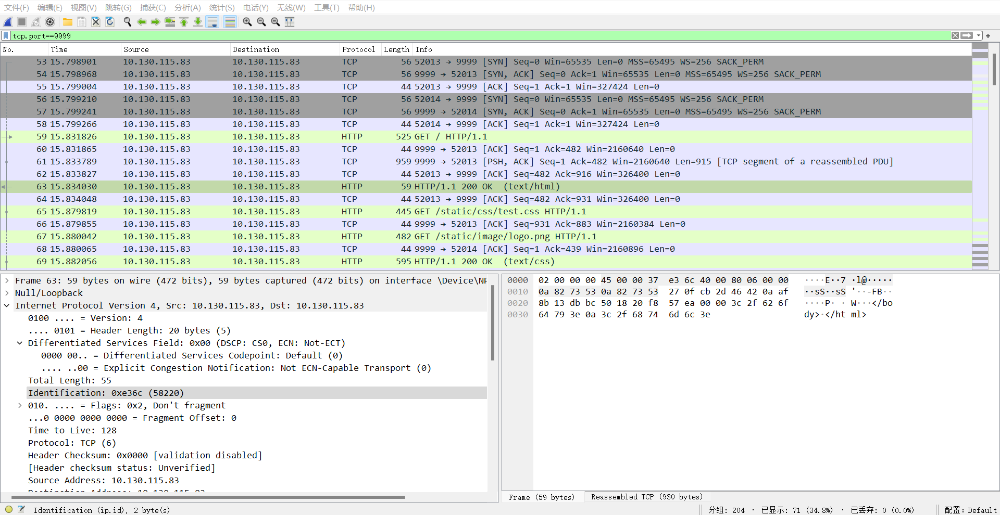 文件(F) 编辑(E) 视图(V) 跳转(G) 捕获(C) 分析(A) 统计(S) 电话(Y) 无线(W) 工具(T) 帮助(H)
tcp.port==9999
No. Time Source Destination Protocol Length Info
53 15.798901 10.130.115.83 10.130.115.83 TCP 56 52013 → 9999 [SYN] Seq=0 Win=65535 Len=0 MSS=65495 WS=256 SACK_PERM
54 15.798968 10.130.115.83 10.130.115.83 TCP 56 9999 → 52013 [SYN, ACK] Seq=0 Ack=1 Win=65535 Len=0 MSS=65495 WS=256 SACK_PERM
55 15.799004 10.130.115.83 10.130.115.83 TCP 44 52013 → 9999 [ACK] Seq=1 Ack=1 Win=327424 Len=0
56 15.799210 10.130.115.83 10.130.115.83 TCP 56 52014 → 9999 [SYN] Seq=0 Win=65535 Len=0 MSS=65495 WS=256 SACK_PERM
57 15.799241 10.130.115.83 10.130.115.83 TCP 56 9999 → 52014 [SYN, ACK] Seq=0 Ack=1 Win=65535 Len=0 MSS=65495 WS=256 SACK_PERM
58 15.799266 10.130.115.83 10.130.115.83 TCP 44 52014 → 9999 [ACK] Seq=1 Ack=1 Win=327424 Len=0
59 15.831826 10.130.115.83 10.130.115.83 HTTP 525 GET / HTTP/1.1
60 15.831865 10.130.115.83 10.130.115.83 TCP 44 9999 → 52013 [ACK] Seq=1 Ack=482 Win=2160640 Len=0
61 15.833789 10.130.115.83 10.130.115.83 TCP 959 9999 → 52013 [PSH, ACK] Seq=1 Ack=482 Win=2160640 Len=915 [TCP segment of a reassembled PDU]
62 15.833827 10.130.115.83 10.130.115.83 TCP 44 52013 → 9999 [ACK] Seq=482 Ack=916 Win=326400 Len=0
63 15.834030 10.130.115.83 10.130.115.83 HTTP 59 HTTP/1.1 200 OK  (text/html)
64 15.834048 10.130.115.83 10.130.115.83 TCP 44 52013 → 9999 [ACK] Seq=482 Ack=931 Win=326400 Len=0
65 15.879819 10.130.115.83 10.130.115.83 HTTP 445 GET /static/css/test.css HTTP/1.1
66 15.879855 10.130.115.83 10.130.115.83 TCP 44 9999 → 52013 [ACK] Seq=931 Ack=883 Win=2160384 Len=0
67 15.880042 10.130.115.83 10.130.115.83 HTTP 482 GET /static/image/logo.png HTTP/1.1
68 15.880065 10.130.115.83 10.130.115.83 TCP 44 9999 → 52014 [ACK] Seq=1 Ack=439 Win=2160896 Len=0
69 15.882056 10.130.115.83 10.130.115.83 HTTP 595 HTTP/1.1 200 OK  (text/css)
Frame 63: 59 bytes on wire (472 bits), 59 bytes captured (472 bits) on interface \Device\NP
Null/Loopback
Internet Protocol Version 4, Src: 10.130.115.83, Dst: 10.130.115.83
0100 .... = Version: 4
.... 0101 = Header Length: 20 bytes (5)
Differentiated Services Field: 0x00 (DSCP: CS0, ECN: Not-ECT)
0000 00.. = Differentiated Services Codepoint: Default (0)
.... ..00 = Explicit Congestion Notification: Not ECN-Capable Transport (0)
Total Length: 55
Identification: 0xe36c (58220)
010. .... = Flags: 0x2, Don't fragment
...0 0000 0000 0000 = Fragment Offset: 0
Time to Live: 128
Protocol: TCP (6)
Header Checksum: 0x0000 [validation disabled]
[Header checksum status: Unverified]
Source Address: 10.130.115.83
Destination Address: 10.130.115.83
0000 02 00 00 00 45 00 00 37 e3 6c 40 00 80 06 00 00 ····E··7 ·l@·····
0010 0a 82 73 53 0a 82 73 53 27 0f cb 2d 46 42 0a af ··sS··sS '··-FB··
0020 8b 13 db bc 50 18 20 f8 57 ea 00 00 3c 2f 62 6f ····P· · W···</bo
0030 64 79 3e 0a 3c 2f 68 74 6d 6c 3e dy>·</ht ml>
Frame (59 bytes) Reassembled TCP (930 bytes)
Identification (ip.id), 2 byte(s) 分组: 204 · 已显示: 71 (34.8%) · 已丢弃: 0 (0.0%) 配置: Default